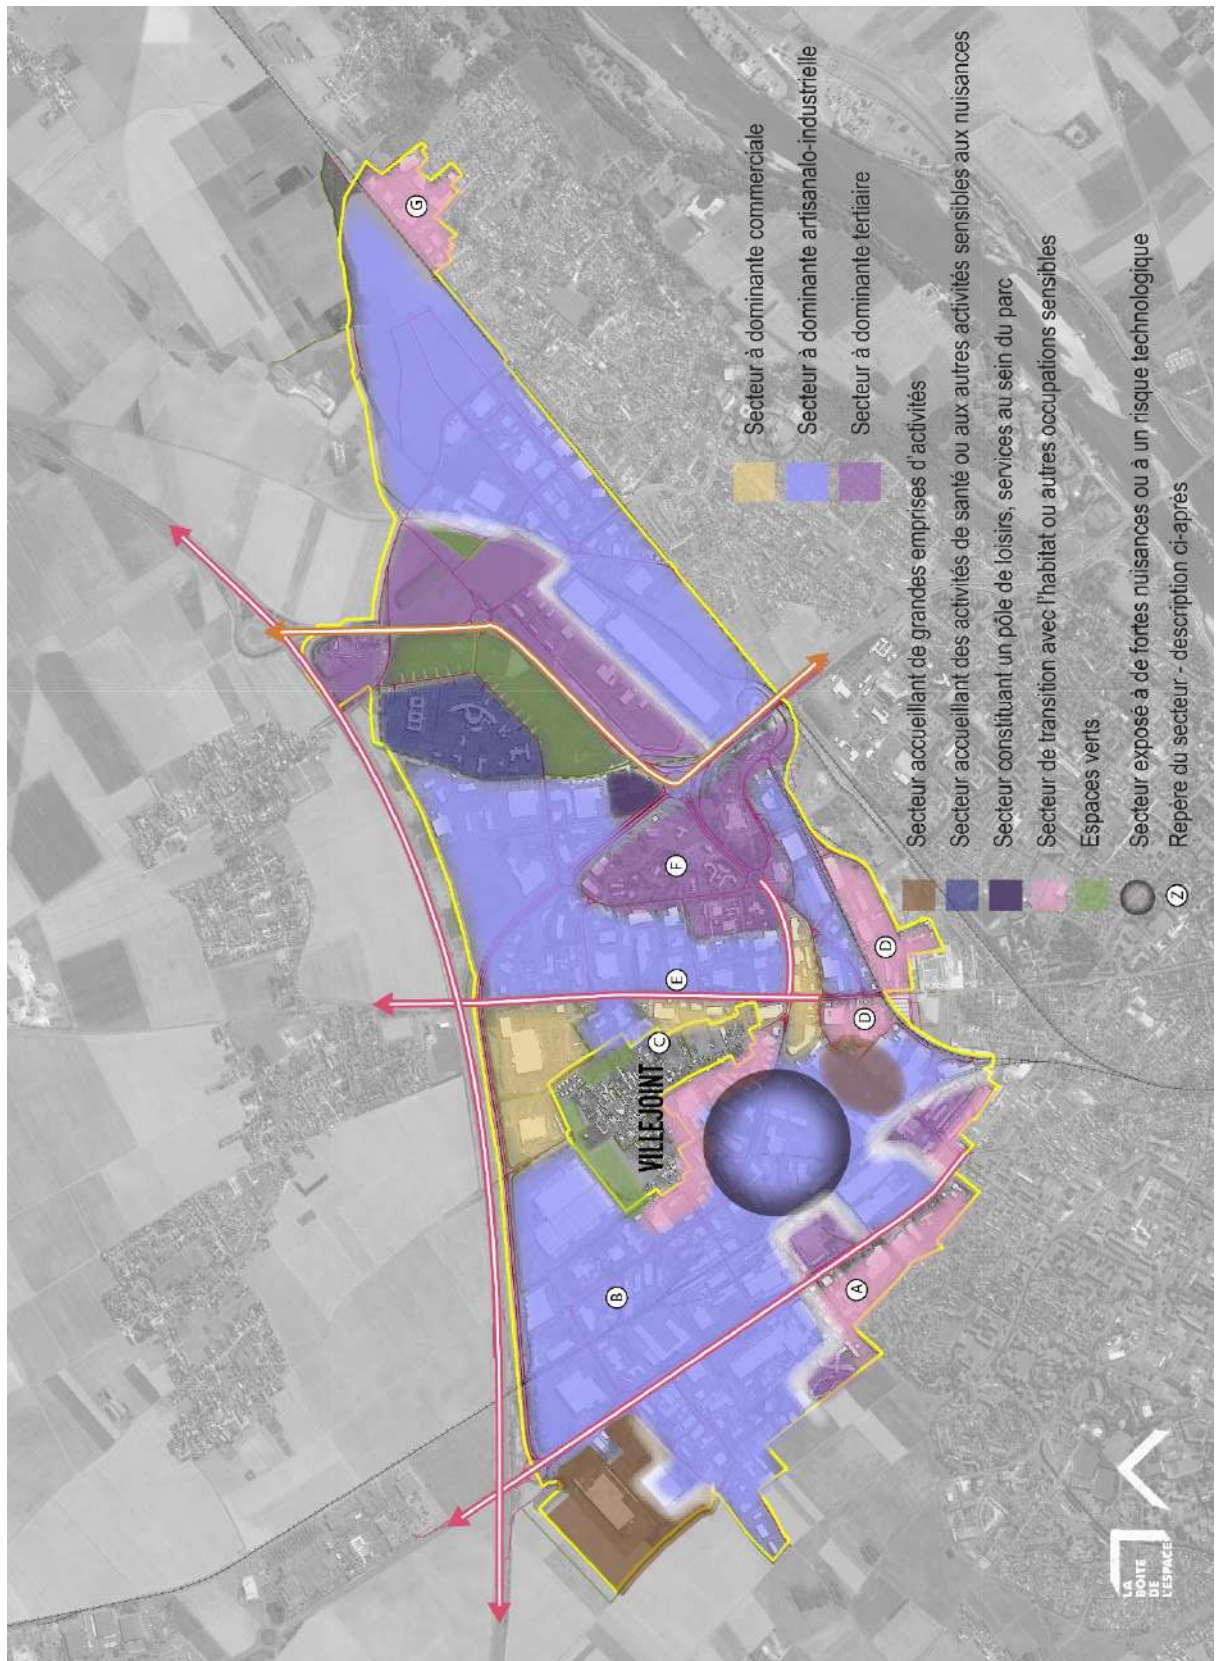 VILLEJOINT
A
B
C
D
D
E
F
G
Secteur à dominante commerciale
Secteur à dominante artisanalo-industrielle
Secteur à dominante tertiaire
Secteur accueillant de grandes emprises d'activités
Secteur accueillant des activités de santé ou aux autres activités sensibles aux nuisances
Secteur constituant un pôle de loisirs, services au sein du parc
Secteur de transition avec l'habitat ou autres occupations sensibles
Espaces verts
Secteur exposé à de fortes nuisances ou à un risque technologique
Z Repère du secteur - description ci-après
LA
BOITE
DE
L'ESPACE